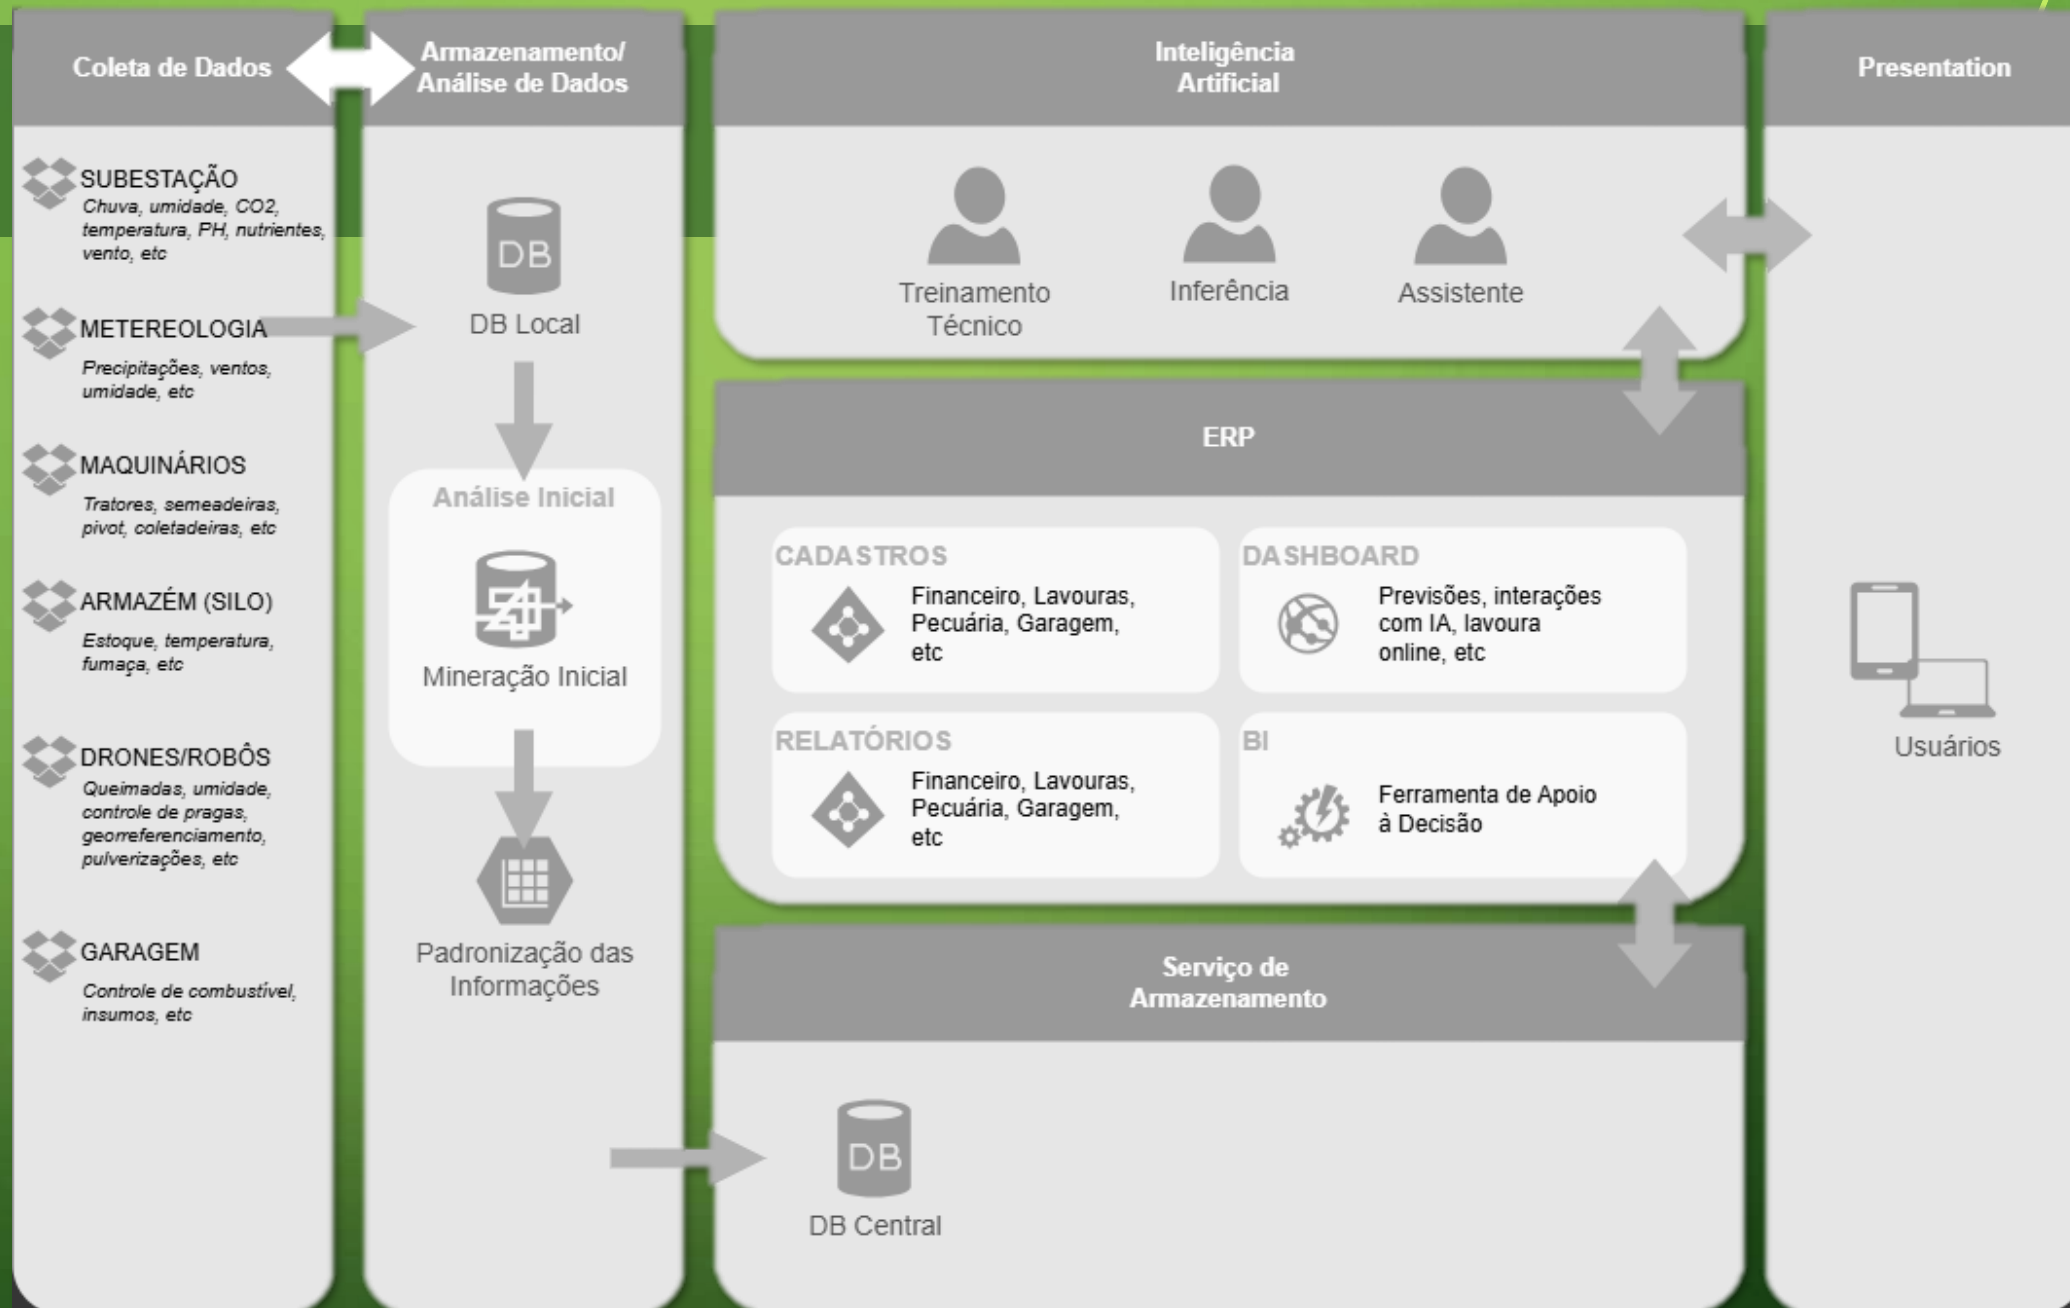 Coleta de Dados
Armazenamento/
Análise de Dados
Inteligência
Artificial
Presentation
SUBESTAÇÃO
Chuva, umidade, CO2,
temperatura, PH, nutrientes,
vento, etc
METEREOLOGIA
Precipitações, ventos,
umidade, etc
MAQUINÁRIOS
Tratores, semeadeiras,
pivot, coletadeiras, etc
ARMAZÉM (SILO)
Estoque, temperatura,
fumaça, etc
DRONES/ROBÔS
Queimadas, umidade,
controle de pragas,
georreferenciamento,
pulverizações, etc
GARAGEM
Controle de combustível,
insumos, etc
DB
DB Local
Análise Inicial
Mineração Inicial
Padronização das
Informações
Treinamento
Técnico
Inferência
Assistente
ERP
CADASTROS
Financeiro, Lavouras,
Pecuária, Garagem,
etc
DASHBOARD
Previsões, interações
com IA, lavoura
online, etc
RELATÓRIOS
Financeiro, Lavouras,
Pecuária, Garagem,
etc
BI
Ferramenta de Apoio
à Decisão
Serviço de
Armazenamento
DB
DB Central
Usuários